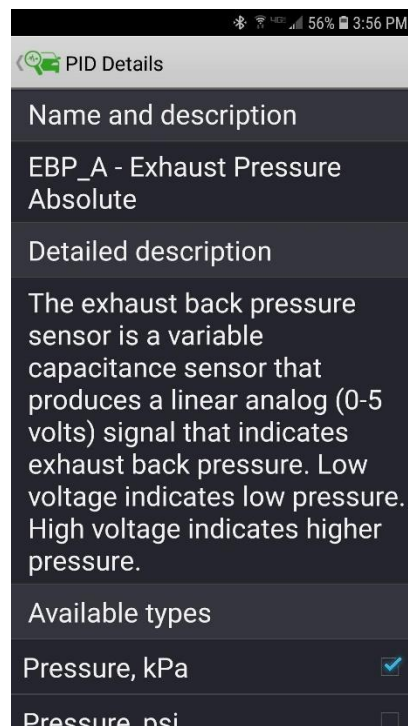 56% 3:56 PM
PID Details
Name and description
EBP_A - Exhaust Pressure
Absolute
Detailed description
The exhaust back pressure
sensor is a variable
capacitance sensor that
produces a linear analog (0-5
volts) signal that indicates
exhaust back pressure. Low
voltage indicates low pressure.
High voltage indicates higher
pressure.
Available types
Pressure, kPa
Pressure, psi